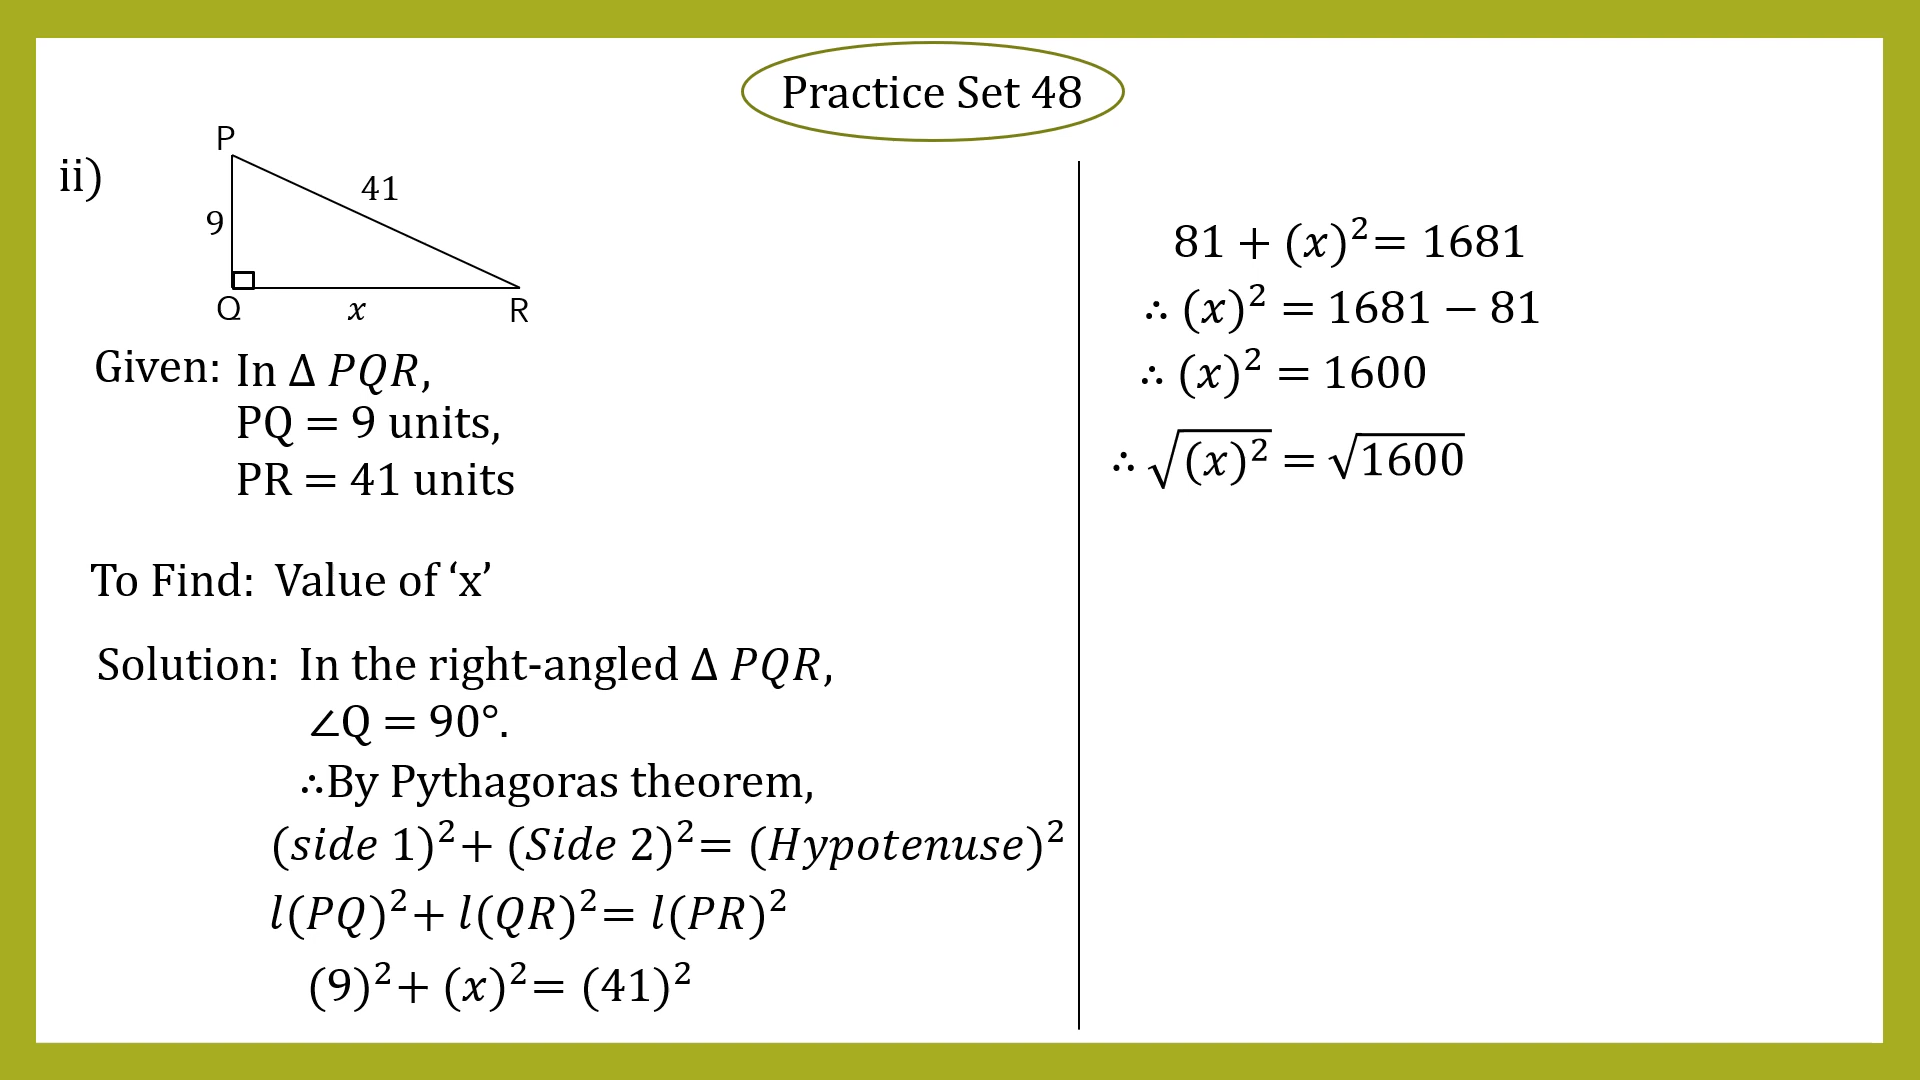 Practice Set 48
ii)
P
41
9
Q
x
R
Given: In Δ PQR,
PQ = 9 units,
PR = 41 units
To Find: Value of ‘x’
Solution: In the right-angled Δ PQR,
∠Q = 90°.
∴By Pythagoras theorem,
(side 1)²+ (Side 2)²= (Hypotenuse)²
l(PQ)²+ l(QR)²= l(PR)²
(9)²+ (x)²= (41)²
81 + (x)²= 1681
∴ (x)² = 1681 − 81
∴ (x)² = 1600
∴ √(x)² = √1600